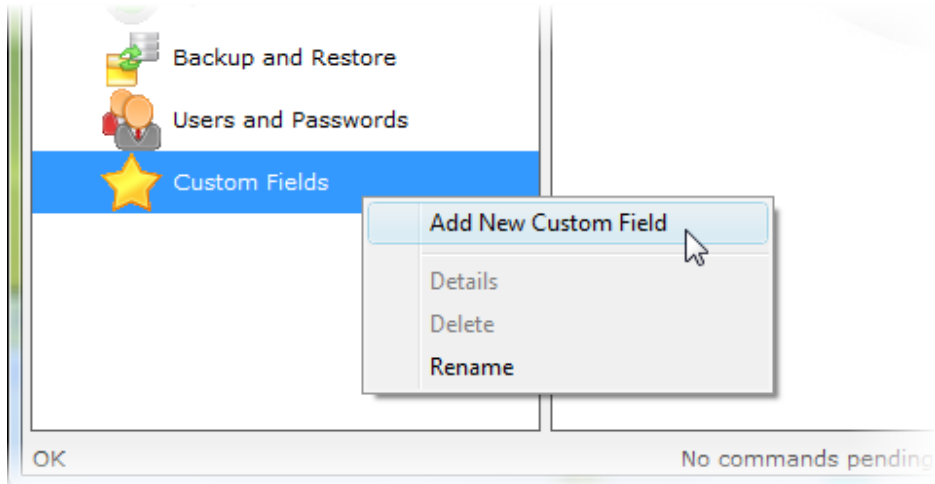 Backup and Restore
Users and Passwords
Custom Fields
Add New Custom Field
Details
Delete
Rename
OK
No commands pending